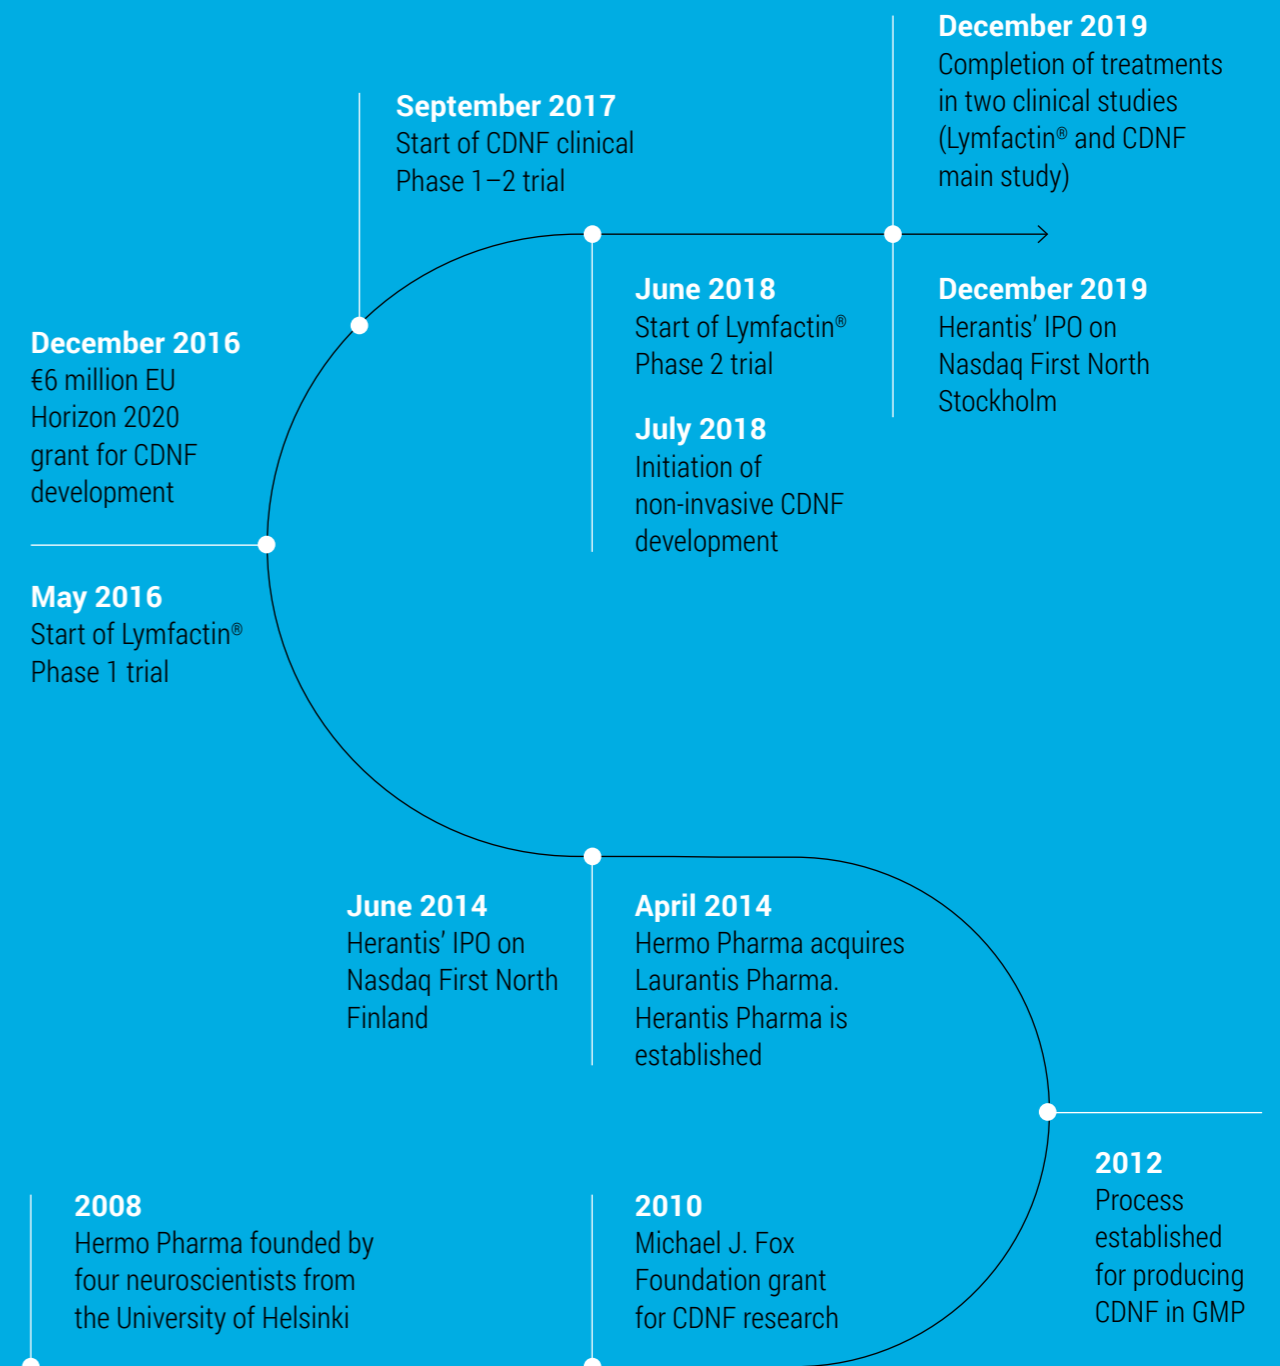 December 2019
Completion of treatments
in two clinical studies
(Lymfactin® and CDNF
main study)
September 2017
Start of CDNF clinical
Phase 1–2 trial
June 2018
Start of Lymfactin®
Phase 2 trial
July 2018
Initiation of
non-invasive CDNF
development
December 2019
Herantis’ IPO on
Nasdaq First North
Stockholm
December 2016
€6 million EU
Horizon 2020
grant for CDNF
development
May 2016
Start of Lymfactin®
Phase 1 trial
June 2014
Herantis’ IPO on
Nasdaq First North
Finland
April 2014
Hermo Pharma acquires
Laurantis Pharma.
Herantis Pharma is
established
2012
Process
established
for producing
CDNF in GMP
2008
Hermo Pharma founded by
four neuroscientists from
the University of Helsinki
2010
Michael J. Fox
Foundation grant
for CDNF research